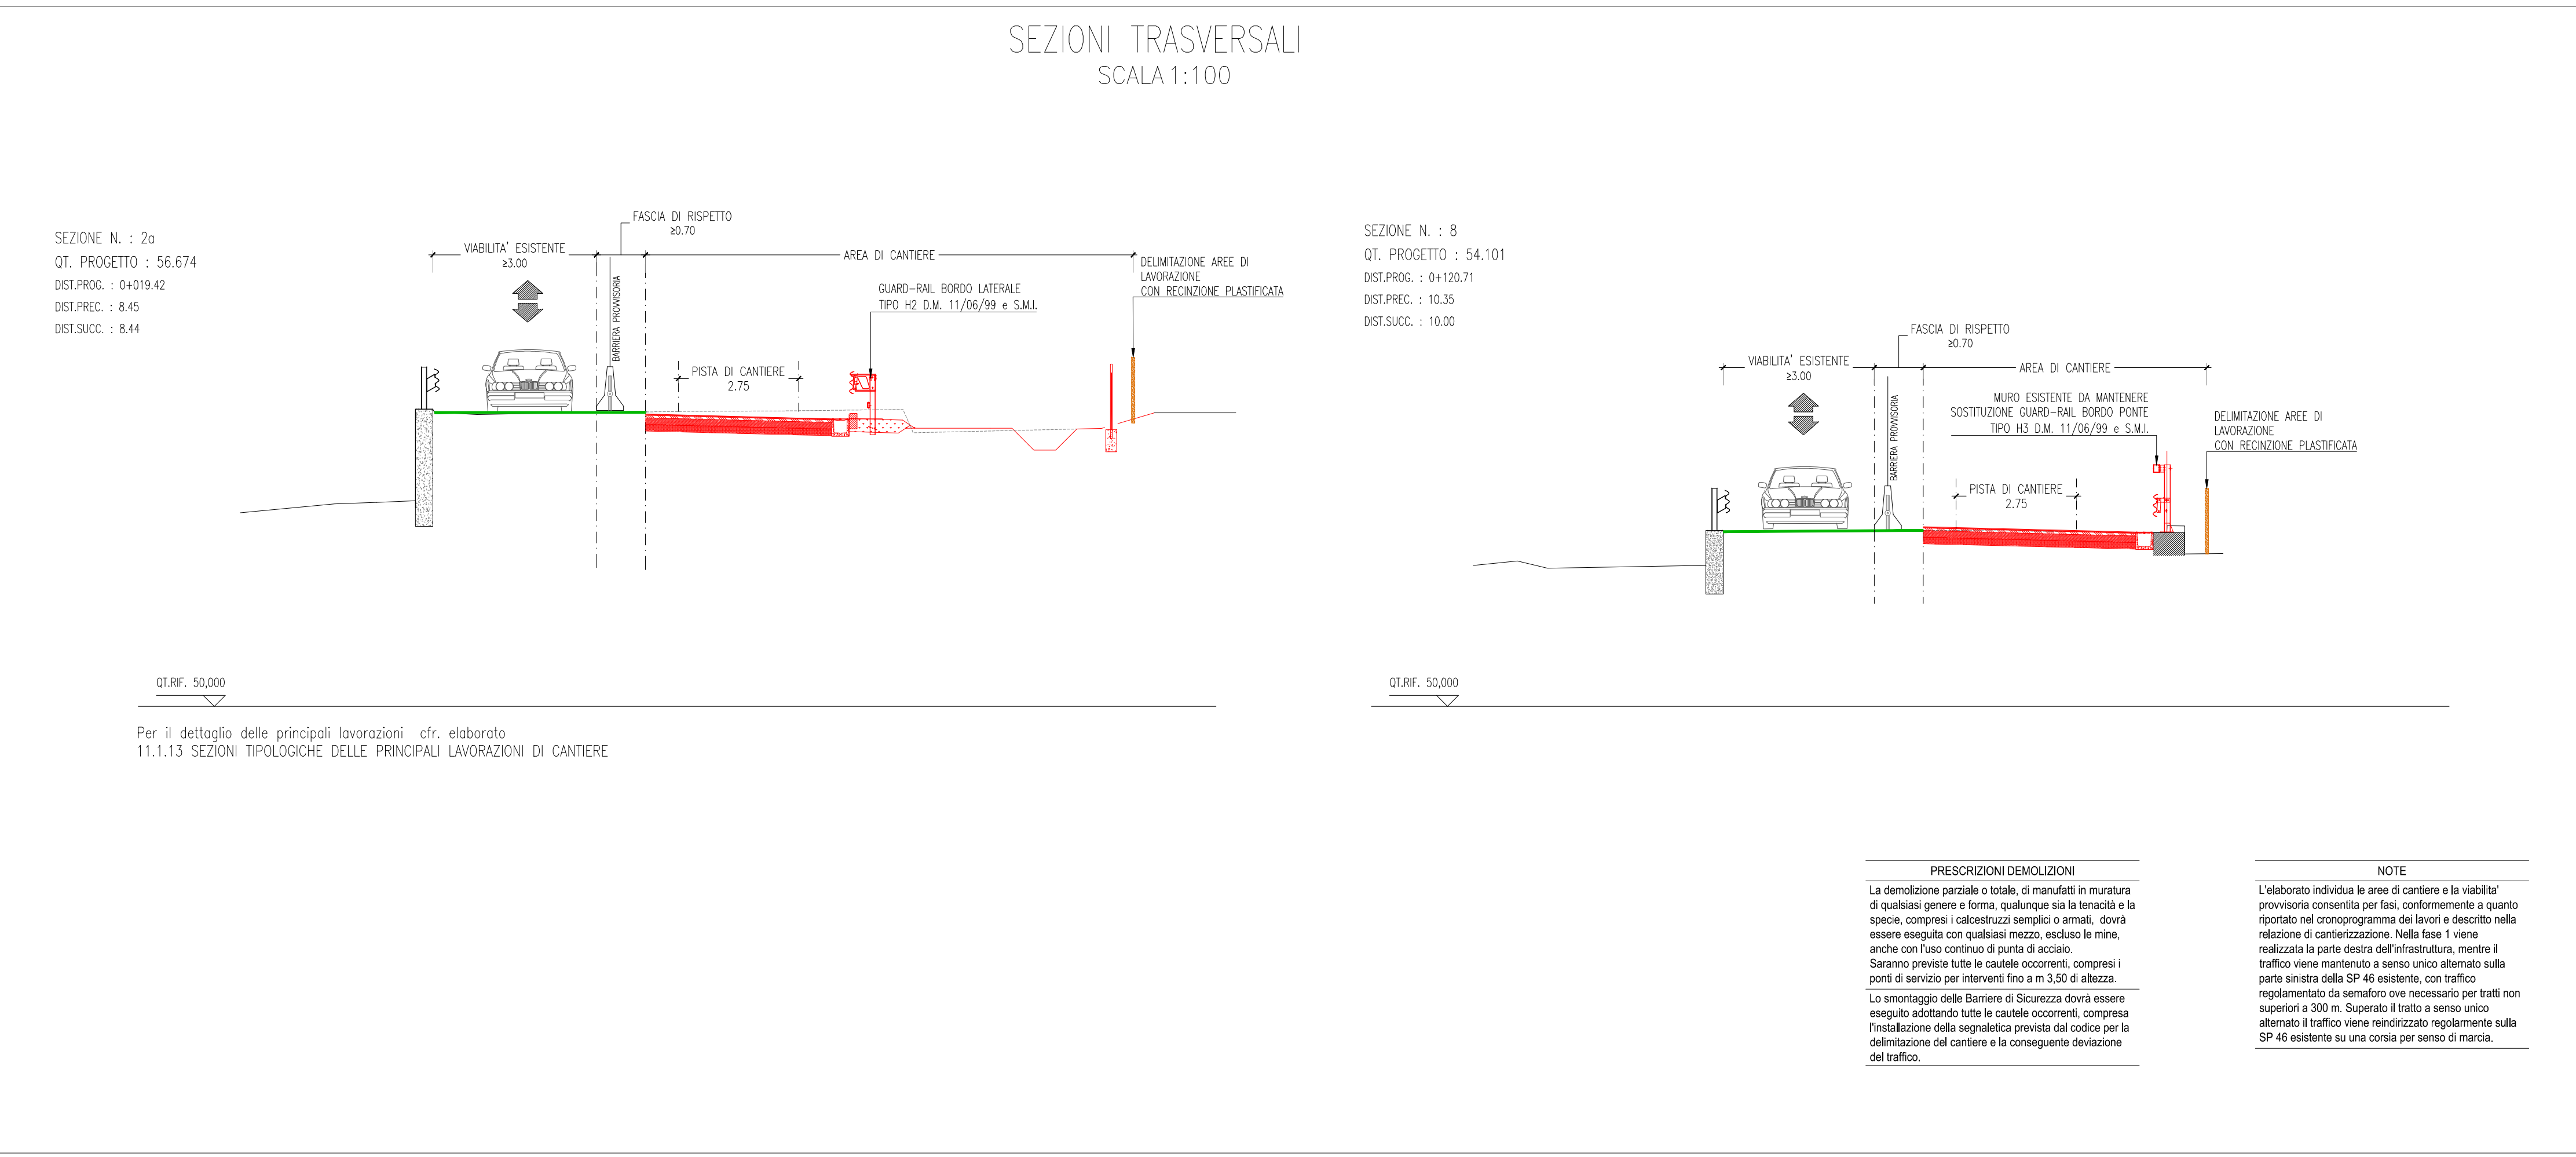 SEZIONI TRASVERSALI
SCALA 1:100
SEZIONE N. : 2a
QT. PROGETTO : 56.674
DIST.PROG. : 0+019.42
DIST.PREC. : 8.45
DIST.SUCC. : 8.44
FASCIA DI RISPETTO
≥0.70
VIABILITA' ESISTENTE
≥3.00
AREA DI CANTIERE
BARRIERA PROVVISORIA
DELIMITAZIONE AREE DI
LAVORAZIONE
CON RECINZIONE PLASTIFICATA
GUARD-RAIL BORDO LATERALE
TIPO H2 D.M. 11/06/99 e S.M.I.
PISTA DI CANTIERE
2.75
QT.RIF. 50,000
Per il dettaglio delle principali lavorazioni cfr. elaborato
11.1.13 SEZIONI TIPOLOGICHE DELLE PRINCIPALI LAVORAZIONI DI CANTIERE
SEZIONE N. : 8
QT. PROGETTO : 54.101
DIST.PROG. : 0+120.71
DIST.PREC. : 10.35
DIST.SUCC. : 10.00
FASCIA DI RISPETTO
≥0.70
VIABILITA' ESISTENTE
≥3.00
AREA DI CANTIERE
BARRIERA PROVVISORIA
MURO ESISTENTE DA MANTENERE
SOSTITUZIONE GUARD-RAIL BORDO PONTE
TIPO H3 D.M. 11/06/99 e S.M.I.
DELIMITAZIONE AREE DI
LAVORAZIONE
CON RECINZIONE PLASTIFICATA
PISTA DI CANTIERE
2.75
QT.RIF. 50,000
PRESCRIZIONI DEMOLIZIONI
La demolizione parziale o totale, di manufatti in muratura
di qualsiasi genere e forma, qualunque sia la tenacità e la
specie, compresi i calcestruzzi semplici o armati, dovrà
essere eseguita con qualsiasi mezzo, escluso le mine,
anche con l'uso continuo di punta di acciaio.
Saranno previste tutte le cautele occorrenti, compresi i
ponti di servizio per interventi fino a m 3,50 di altezza.
Lo smontaggio delle Barriere di Sicurezza dovrà essere
eseguito adottando tutte le cautele occorrenti, compresa
l'installazione della segnaletica prevista dal codice per la
delimitazione del cantiere e la conseguente deviazione
del traffico.
NOTE
L'elaborato individua le aree di cantiere e la viabilita'
provvisoria consentita per fasi, conformemente a quanto
riportato nel cronoprogramma dei lavori e descritto nella
relazione di cantierizzazione. Nella fase 1 viene
realizzata la parte destra dell'infrastruttura, mentre il
traffico viene mantenuto a senso unico alternato sulla
parte sinistra della SP 46 esistente, con traffico
regolamentato da semaforo ove necessario per tratti non
superiori a 300 m. Superato il tratto a senso unico
alternato il traffico viene reindirizzato regolarmente sulla
SP 46 esistente su una corsia per senso di marcia.